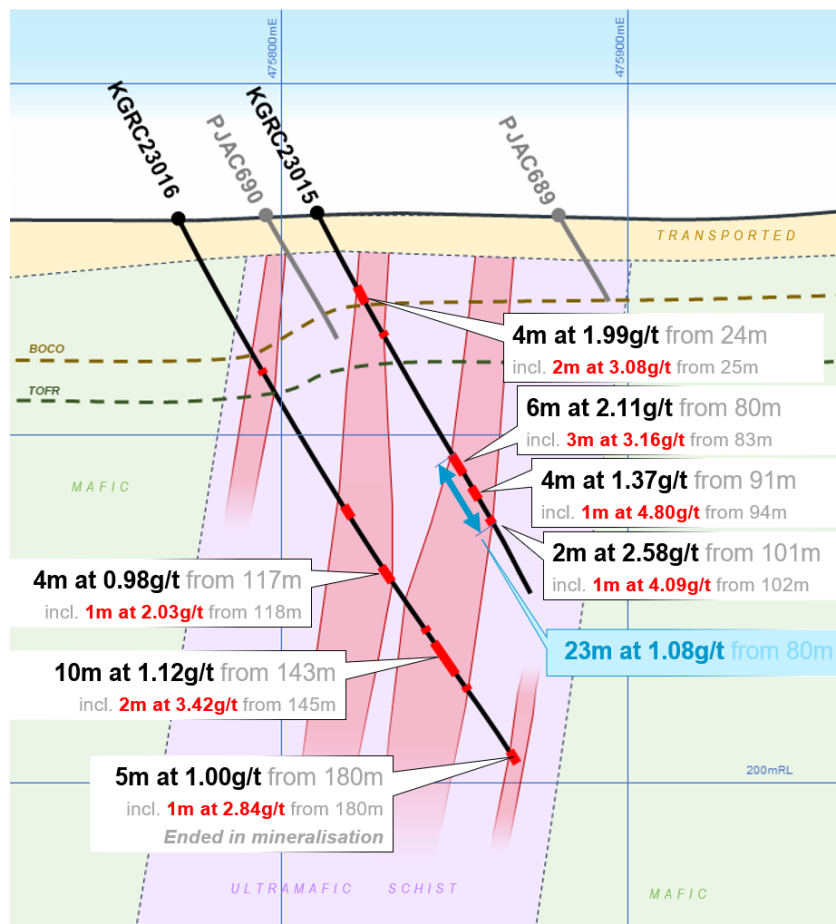 475800mE
475900mE
KGRC23016
PJAC690
KGRC23015
PJAC689
TRANSPORTED
BOCO
TOFR
4m at 1.99g/t from 24m
incl. 2m at 3.08g/t from 25m
6m at 2.11g/t from 80m
incl. 3m at 3.16g/t from 83m
MAFIC
4m at 1.37g/t from 91m
incl. 1m at 4.80g/t from 94m
2m at 2.58g/t from 101m
incl. 1m at 4.09g/t from 102m
4m at 0.98g/t from 117m
incl. 1m at 2.03g/t from 118m
23m at 1.08g/t from 80m
10m at 1.12g/t from 143m
incl. 2m at 3.42g/t from 145m
200mRL
5m at 1.00g/t from 180m
incl. 1m at 2.84g/t from 180m
Ended in mineralisation
ULTRAMAFIC SCHIST
MAFIC